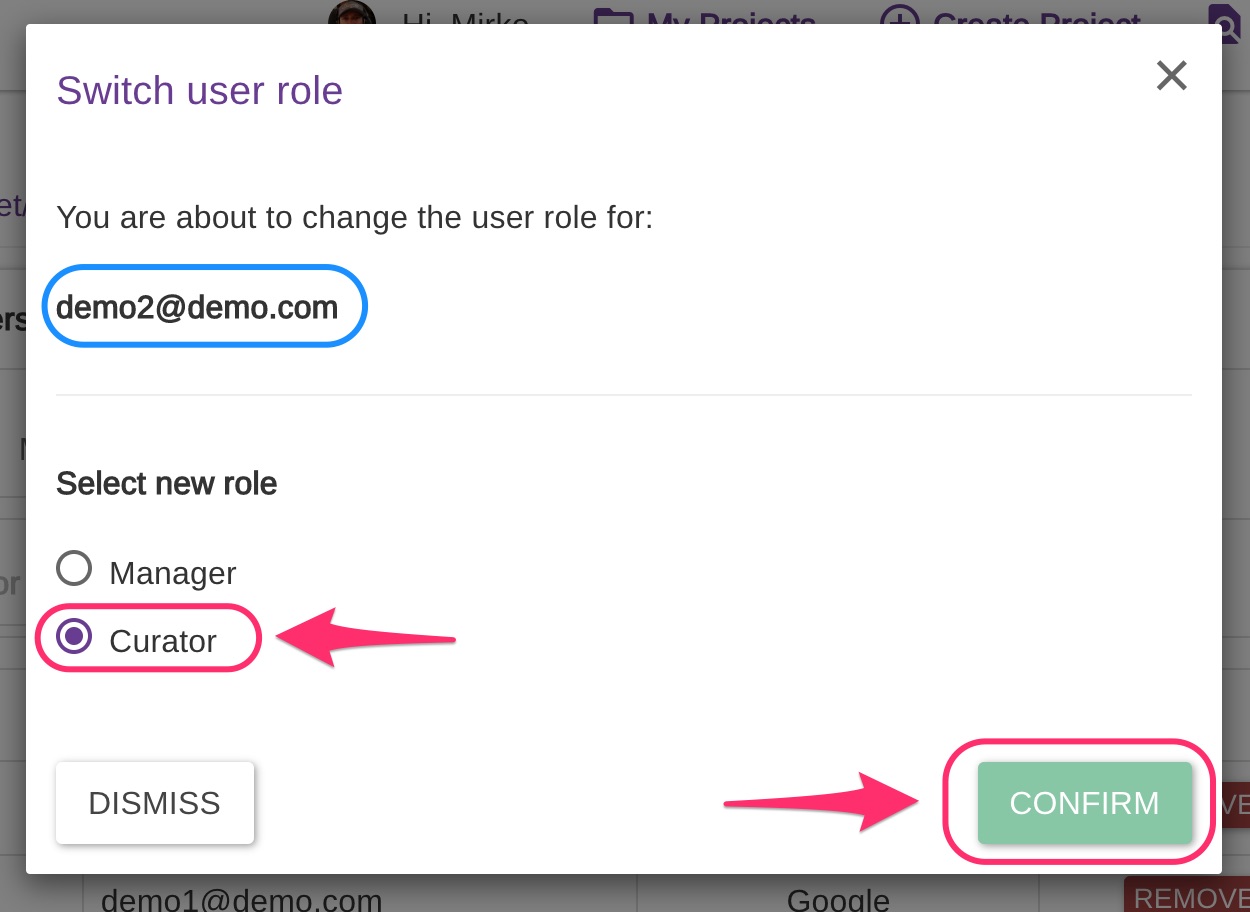 Hi, Mirko My Projects Create Project
Switch user role
You are about to change the user role for:
demo2@demo.com
Select new role
Manager
Curator
DISMISS
CONFIRM
demo1@demo.com Google REMOVE